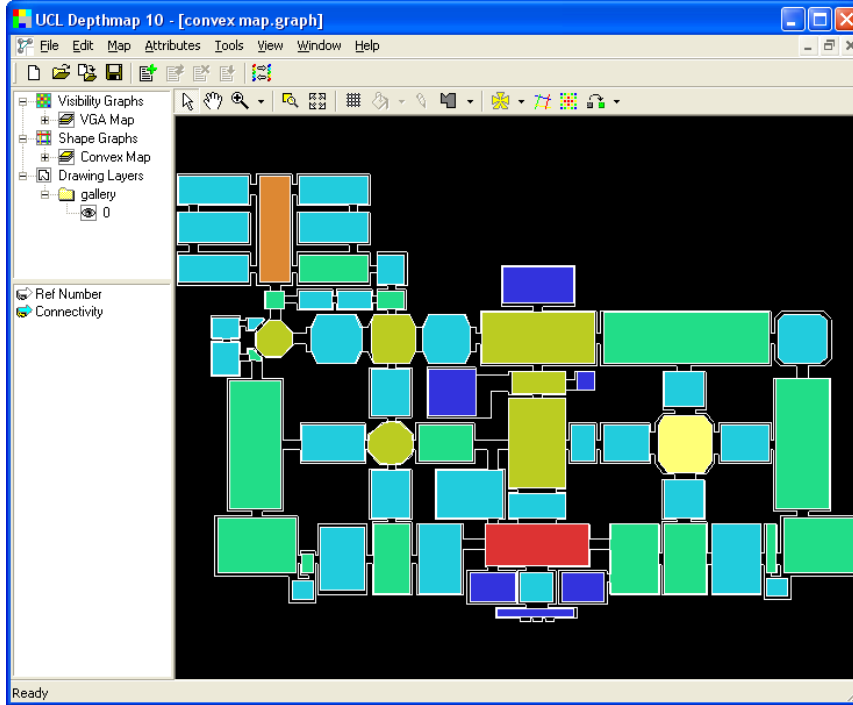 UCL Depthmap 10 - [convex map.graph]
File Edit Map Attributes Tools View Window Help
Visibility Graphs
VGA Map
Shape Graphs
Convex Map
Drawing Layers
gallery
0
Ref Number
Connectivity
Ready